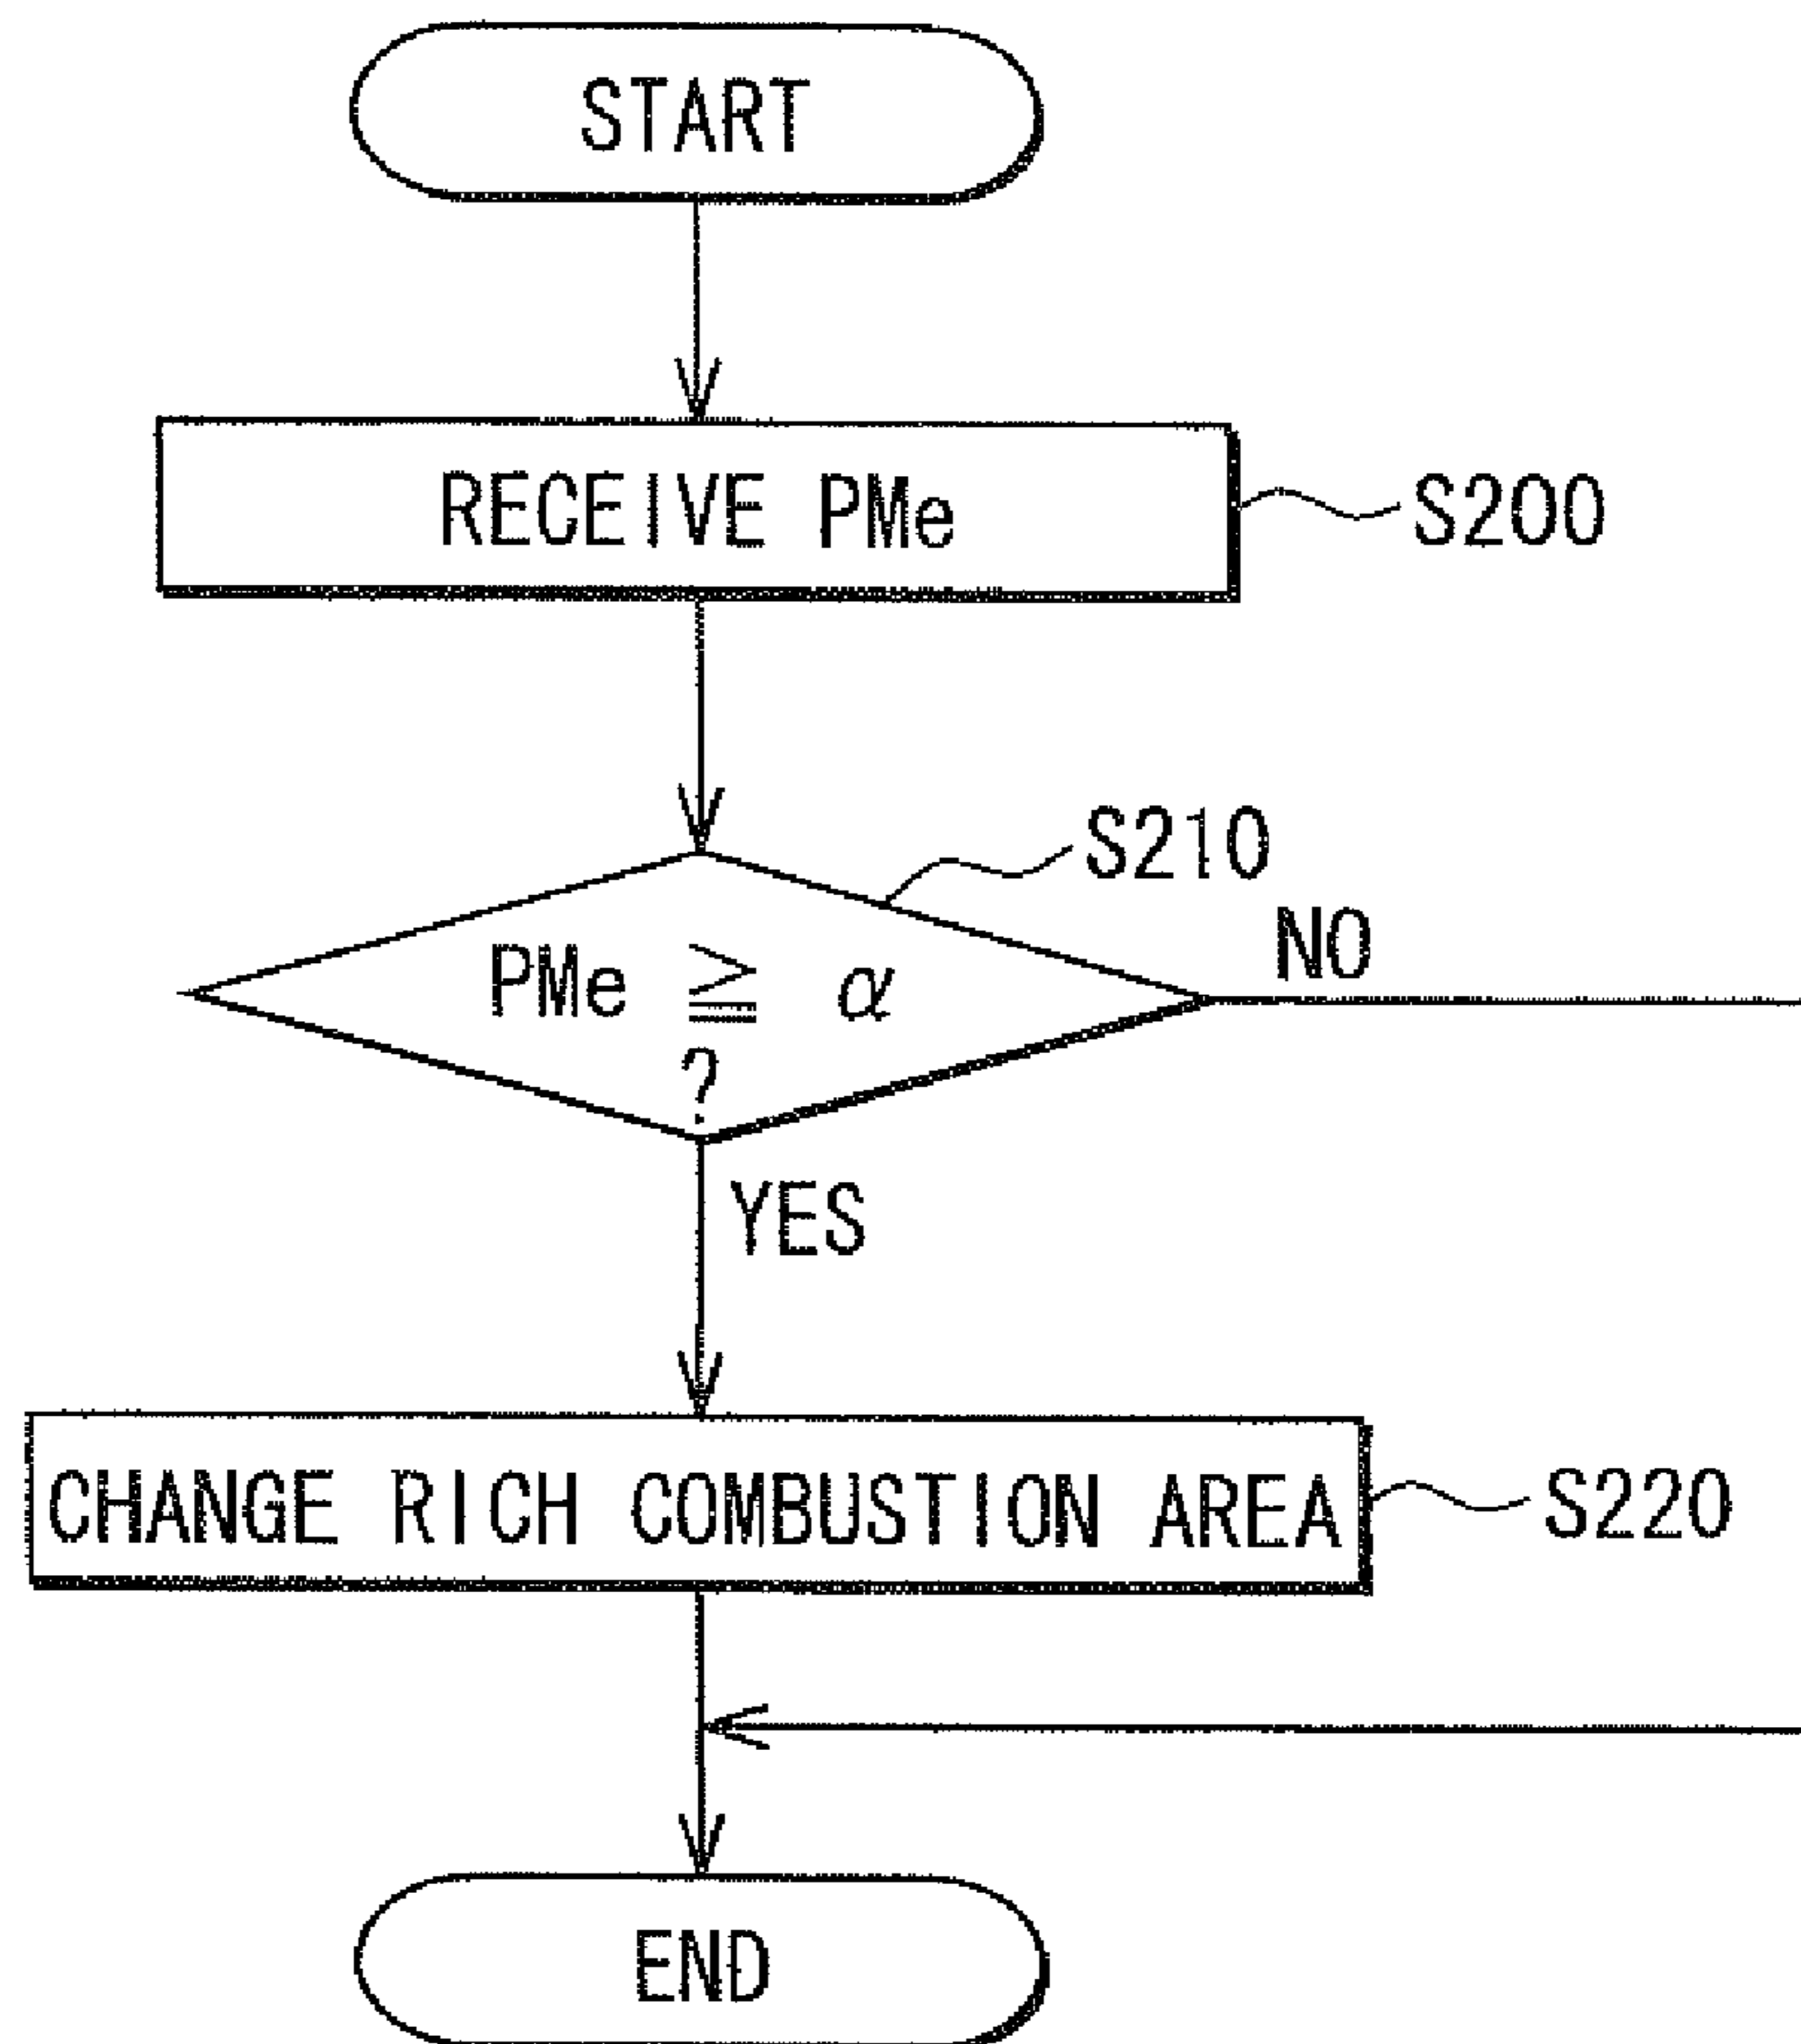 START
RECEIVE PMe
S200
S210
PMe ≧ α
?
NO
YES
CHANGE RICH COMBUSTION AREA
S220
END